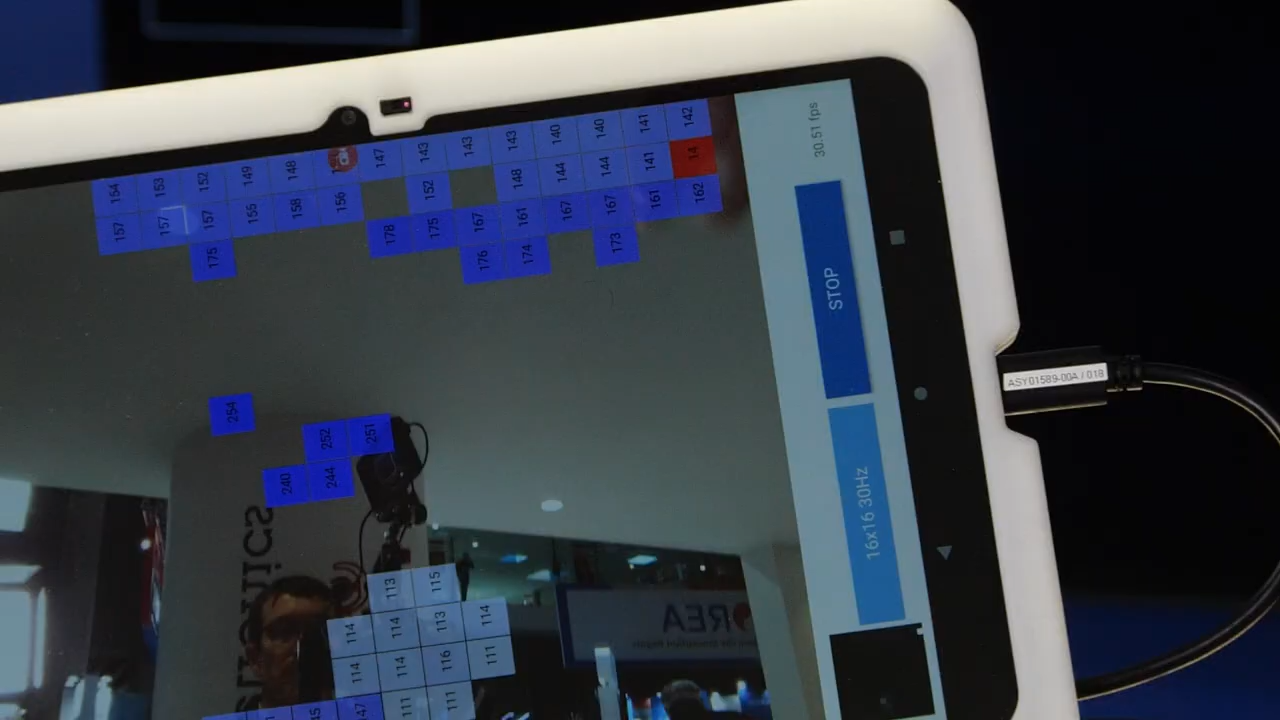 154 153 152 149 148 147 143 143 143 140 140 141 142
157 157 157 155 158 156 152 148 144 144 141 14
175 178 175 167 161 167 167 161 162
176 174 173
254
252 251
240 244
113 115
114 114 113 114
114 114 116 111
111 111
30.51 fps
STOP
16x16 30Hz
ASY01589-00A / 018